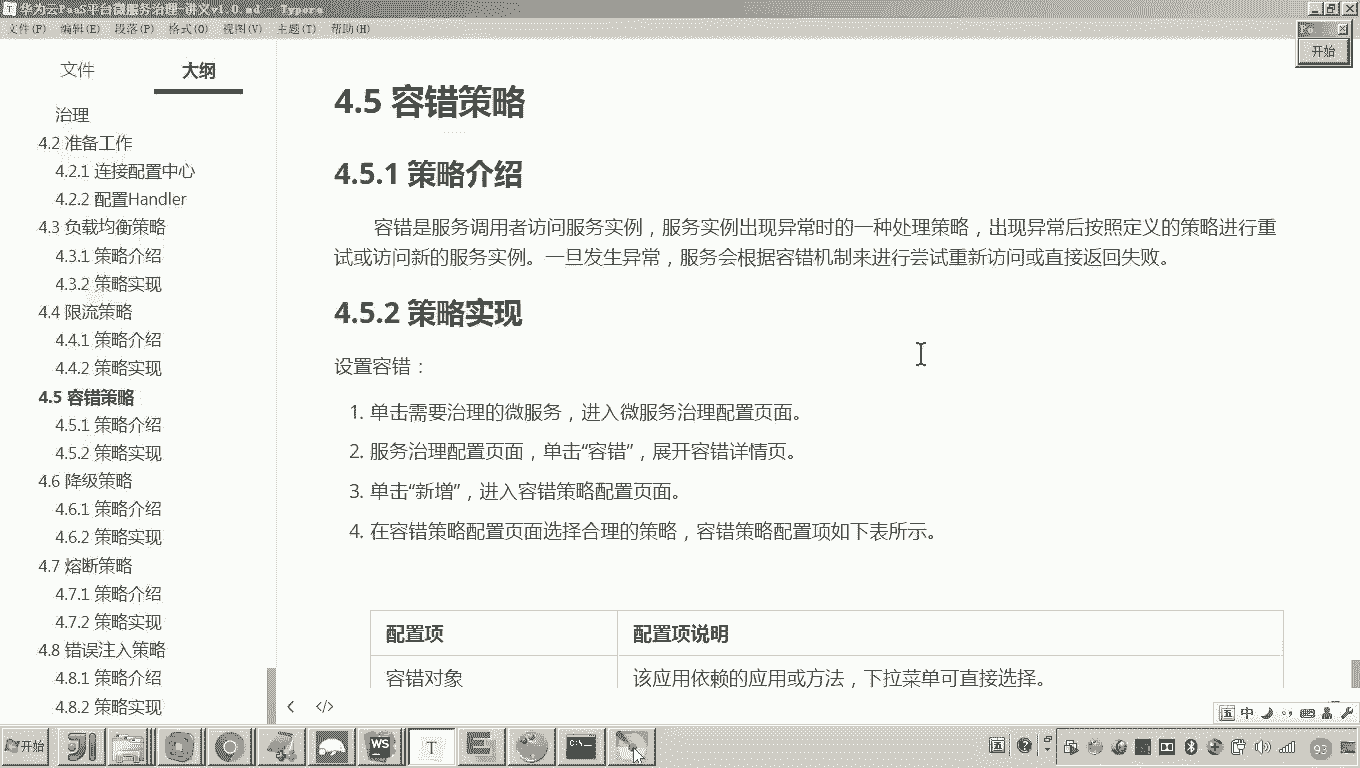 华为云PaaS平台微服务治理-讲义v1.0.md - Typora
文件(F) 编辑(E) 段落(P) 格式(O) 视图(V) 主题(T) 帮助(H)
开始
文件 大纲
治理
4.2 准备工作
4.2.1 连接配置中心
4.2.2 配置Handler
4.3 负载均衡策略
4.3.1 策略介绍
4.3.2 策略实现
4.4 限流策略
4.4.1 策略介绍
4.4.2 策略实现
4.5 容错策略
4.5.1 策略介绍
4.5.2 策略实现
4.6 降级策略
4.6.1 策略介绍
4.6.2 策略实现
4.7 熔断策略
4.7.1 策略介绍
4.7.2 策略实现
4.8 错误注入策略
4.8.1 策略介绍
4.8.2 策略实现
4.5 容错策略
4.5.1 策略介绍
容错是服务调用者访问服务实例，服务实例出现异常时的一种处理策略，出现异常后按照定义的策略进行重
试或访问新的服务实例。一旦发生异常，服务会根据容错机制来进行尝试重新访问或直接返回失败。
4.5.2 策略实现
设置容错：
1. 单击需要治理的微服务，进入微服务治理配置页面。
2. 服务治理配置页面，单击“容错”，展开容错详情页。
3. 单击“新增”，进入容错策略配置页面。
4. 在容错策略配置页面选择合理的策略，容错策略配置项如下表所示。
配置项 配置项说明
容错对象 该应用依赖的应用或方法，下拉菜单可直接选择。
五 中
开始
WS
T
C:\
五
93